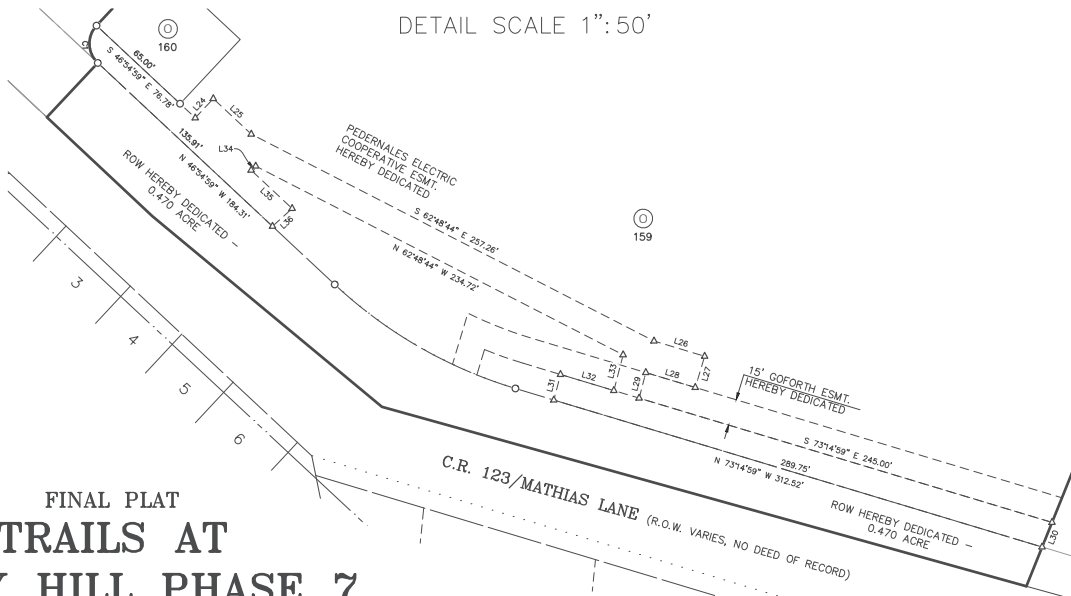 DETAIL SCALE 1":50'
160
65.00'
S 46°54'59" E 76.78'
L24
L25
135.91'
N 46°54'59" W 184.31'
L34
L35
L36
PEDERNALES ELECTRIC
COOPERATIVE ESMT.
HEREBY DEDICATED
ROW HEREBY DEDICATED –
0.470 ACRE
159
S 62°48'44" E 257.26'
N 62°48'44" W 234.72'
3
4
5
6
L26
L27
L28
L29
L33
L32
L31
15' GOFORTH ESMT.
HEREBY DEDICATED
S 73°14'59" E 245.00'
289.75'
N 73°14'59" W 312.52'
C.R. 123/MATHIAS LANE (R.O.W. VARIES, NO DEED OF RECORD)
ROW HEREBY DEDICATED –
0.470 ACRE
L30
FINAL PLAT
TRAILS AT
HILL PHASE 7